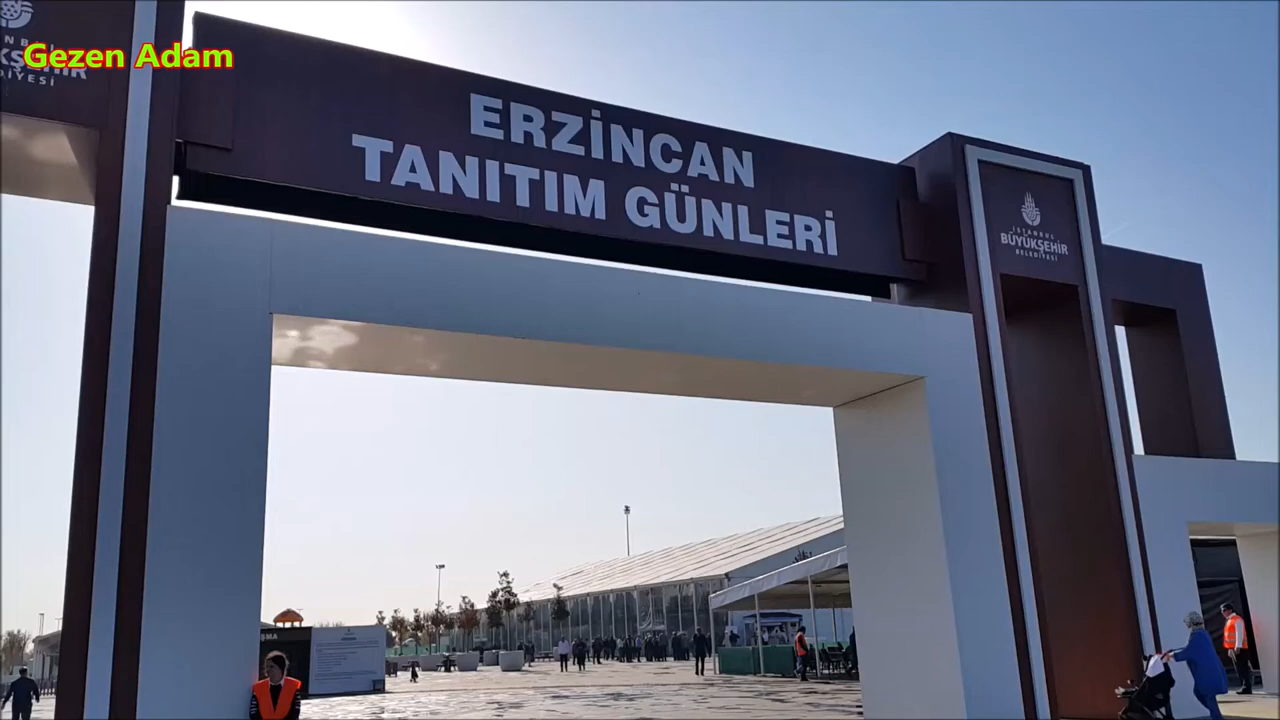 Gezen Adam
ERZİNCAN
TANITIM GÜNLERİ
İSTANBUL
BÜYÜKŞEHİR
BELEDİYESİ